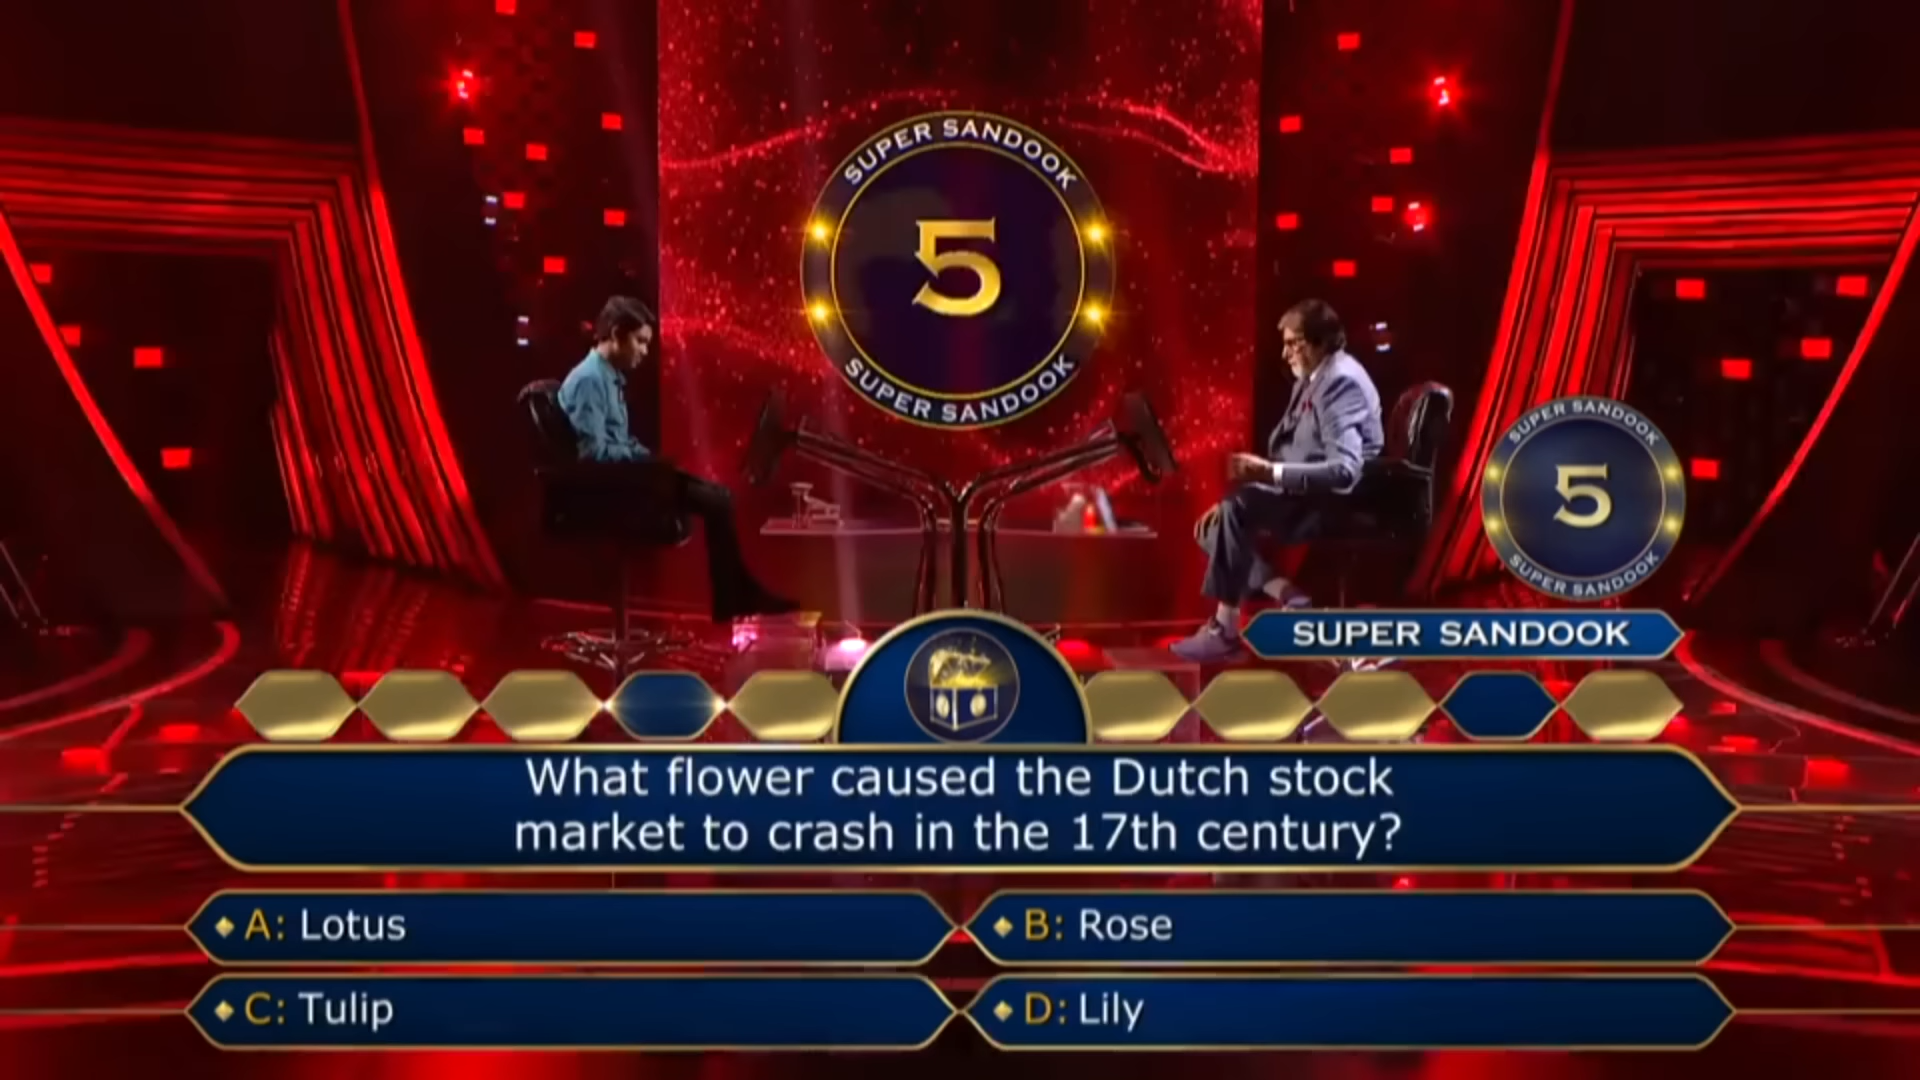 SUPER SANDOOK
5
SUPER SANDOOK
SUPER SANDOOK
5
SUPER SANDOOK
SUPER SANDOOK
What flower caused the Dutch stock
market to crash in the 17th century?
A: Lotus
B: Rose
C: Tulip
D: Lily